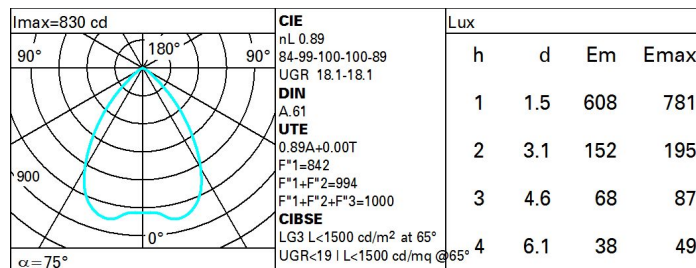 Imax=830 cd
90° 180° 90°
900
0°
α=75°
CIE
nL 0.89
84-99-100-100-89
UGR 18.1-18.1
DIN
A.61
UTE
0.89A+0.00T
F"1=842
F"1+F"2=994
F"1+F"2+F"3=1000
CIBSE
LG3 L<1500 cd/m² at 65°
UGR<19 | L<1500 cd/mq @65°
Lux
h d Em Emax
1 1.5 608 781
2 3.1 152 195
3 4.6 68 87
4 6.1 38 49